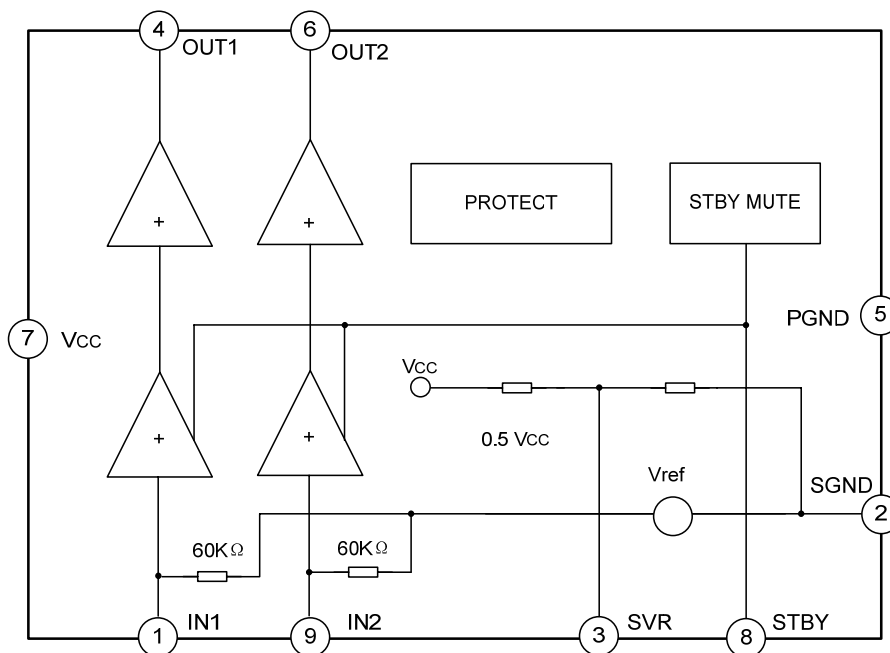 4
OUT1
6
OUT2
PROTECT
STBY MUTE
+
+
7
VCC
PGND
5
VCC
+
+
0.5 VCC
Vref
SGND
2
60KΩ
60KΩ
1
IN1
9
IN2
3
SVR
8
STBY